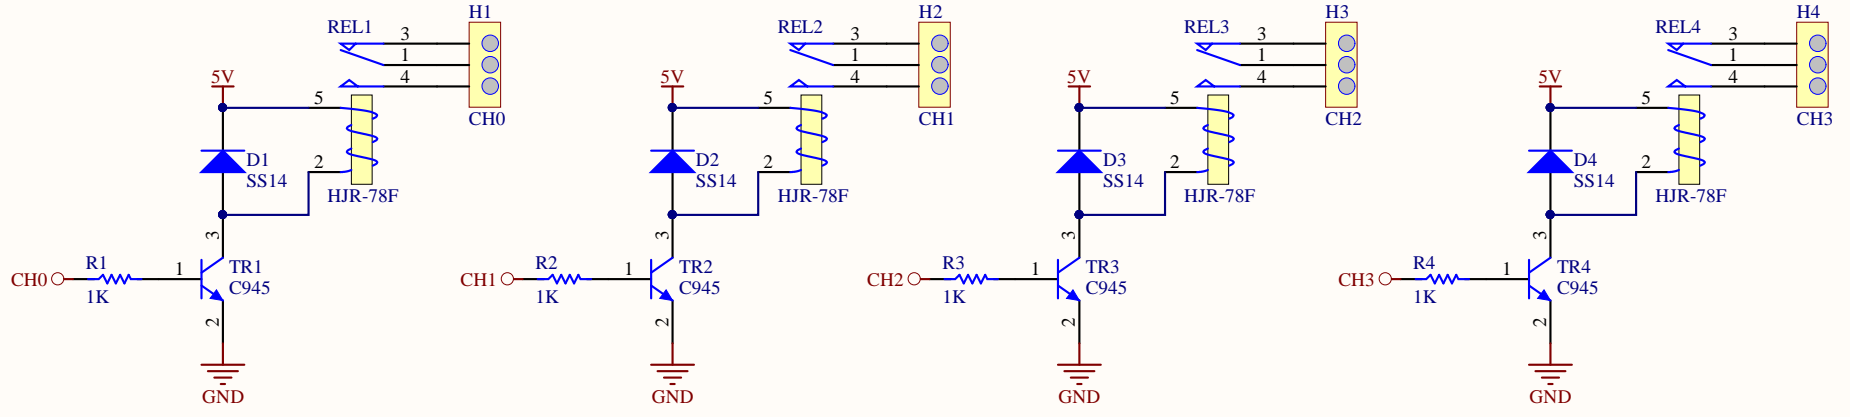 H1
REL1
3
1
4
5V
5
CH0
D1
SS14
2
HJR-78F
3
CH0
R1
1K
1
TR1
C945
2
GND
H2
REL2
3
1
4
5V
5
CH1
D2
SS14
2
HJR-78F
3
CH1
R2
1K
1
TR2
C945
2
GND
H3
REL3
3
1
4
5V
5
CH2
D3
SS14
2
HJR-78F
3
CH2
R3
1K
1
TR3
C945
2
GND
H4
REL4
3
1
4
5V
5
CH3
D4
SS14
2
HJR-78F
3
CH3
R4
1K
1
TR4
C945
2
GND